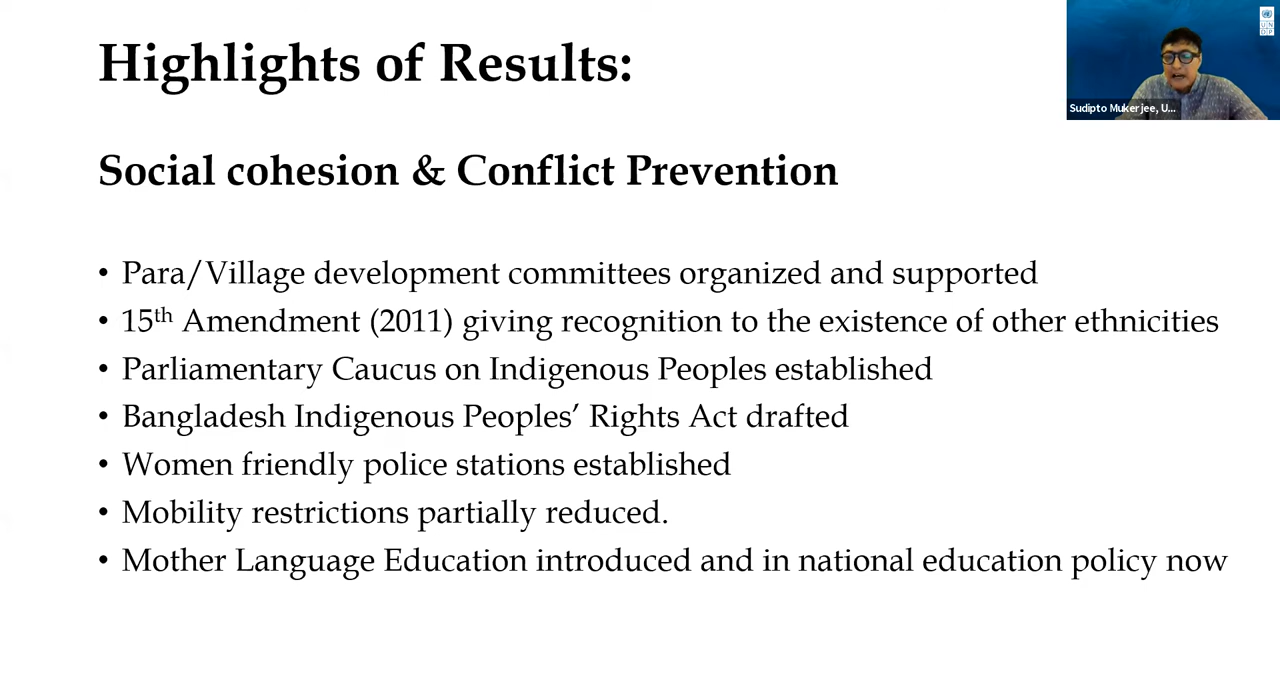 Highlights of Results:
Social cohesion & Conflict Prevention
• Para/Village development committees organized and supported
• 15th Amendment (2011) giving recognition to the existence of other ethnicities
• Parliamentary Caucus on Indigenous Peoples established
• Bangladesh Indigenous Peoples’ Rights Act drafted
• Women friendly police stations established
• Mobility restrictions partially reduced.
• Mother Language Education introduced and in national education policy now
U N
D P
Sudipto Mukerjee, U...